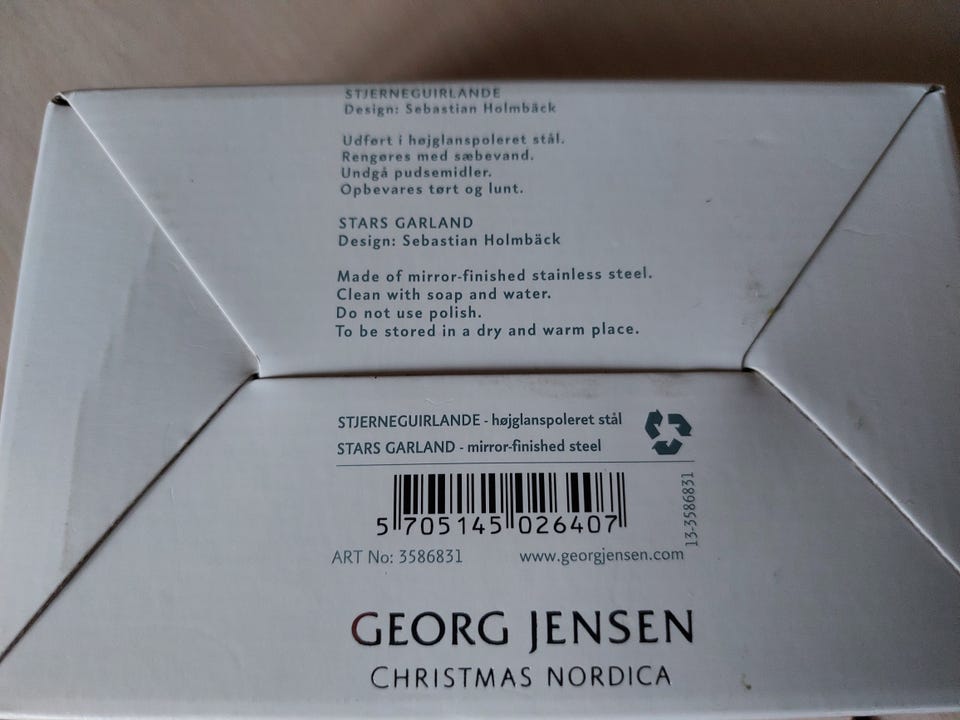 STJERNEGUIRLANDE
Design: Sebastian Holmbäck
Udført i højglanspoleret stål.
Rengøres med sæbevand.
Undgå pudsemidler.
Opbevares tørt og lunt.
STARS GARLAND
Design: Sebastian Holmbäck
Made of mirror-finished stainless steel.
Clean with soap and water.
Do not use polish.
To be stored in a dry and warm place.
STJERNEGUIRLANDE - højglanspoleret stål
STARS GARLAND - mirror-finished steel
5 705145 026407
13-3586831
ART No: 3586831 www.georgjensen.com
GEORG JENSEN
CHRISTMAS NORDICA